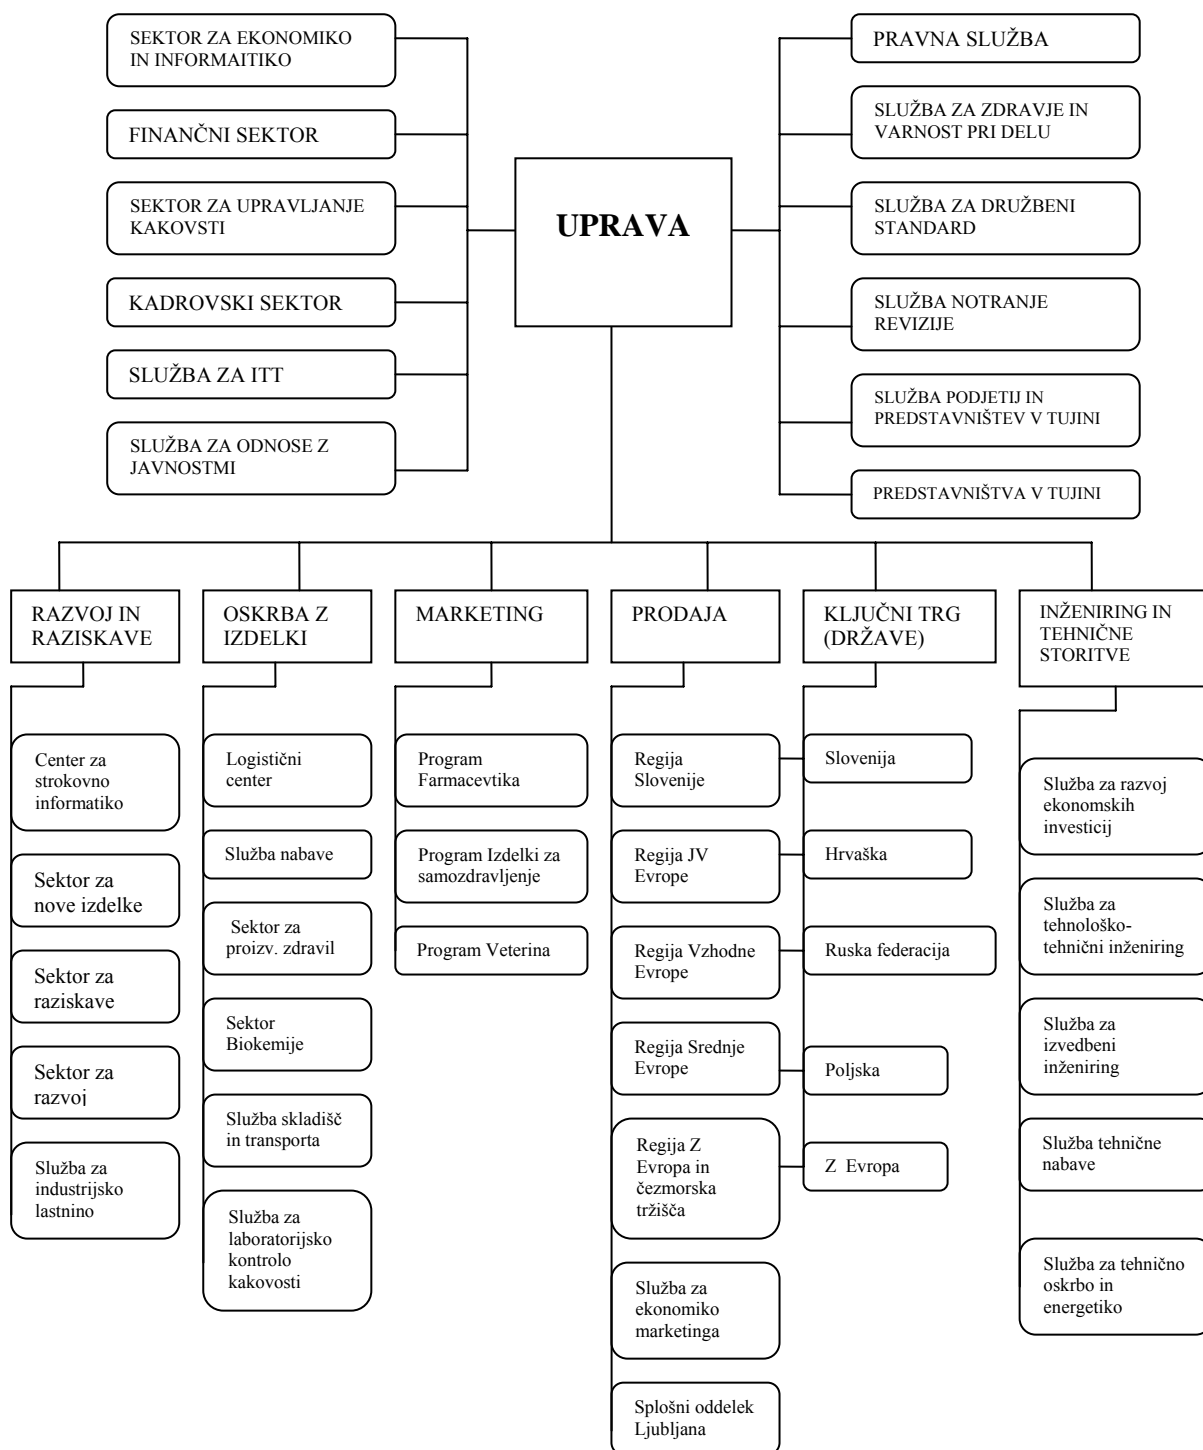 SEKTOR ZA EKONOMIKO
IN INFORMAITIKO
FINANČNI SEKTOR
SEKTOR ZA UPRAVLJANJE
KAKOVSTI
KADROVSKI SEKTOR
SLUŽBA ZA ITT
SLUŽBA ZA ODNOSE Z
JAVNOSTMI
UPRAVA
PRAVNA SLUŽBA
SLUŽBA ZA ZDRAVJE IN
VARNOST PRI DELU
SLUŽBA ZA DRUŽBENI
STANDARD
SLUŽBA NOTRANJE
REVIZIJE
SLUŽBA PODJETIJ IN
PREDSTAVNIŠTEV V TUJINI
PREDSTAVNIŠTVA V TUJINI
RAZVOJ IN
RAZISKAVE
Center za
strokovno
informatiko
Sektor za
nove izdelke
Sektor za
raziskave
Sektor za
razvoj
Služba za
industrijsko
lastnino
OSKRBA Z
IZDELKI
Logistični
center
Služba nabave
Sektor za
proizv. zdravil
Sektor
Biokemije
Služba skladišč
in transporta
Služba za
laboratorijsko
kontrolo
kakovosti
MARKETING
Program
Farmacevtika
Program Izdelki za
samozdravljenje
Program Veterina
PRODAJA
Regija
Slovenije
Regija JV
Evrope
Regija Vzhodne
Evrope
Regija Srednje
Evrope
Regija Z
Evropa in
čezmorska
tržišča
Služba za
ekonomiko
marketinga
Splošni oddelek
Ljubljana
KLJUČNI TRG
(DRŽAVE)
Slovenija
Hrvaška
Ruska federacija
Poljska
Z Evropa
INŽENIRING IN
TEHNIČNE
STORITVE
Služba za razvoj
ekonomskih
investicij
Služba za
tehnološko-
tehnični inženiring
Služba za
izvedbeni
inženiring
Služba tehnične
nabave
Služba za tehnično
oskrbo in
energetiko